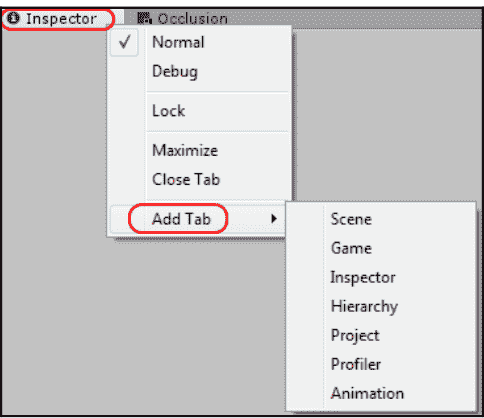 Inspector Occlusion
Normal
Debug
Lock
Maximize
Close Tab
Add Tab
Scene
Game
Inspector
Hierarchy
Project
Profiler
Animation